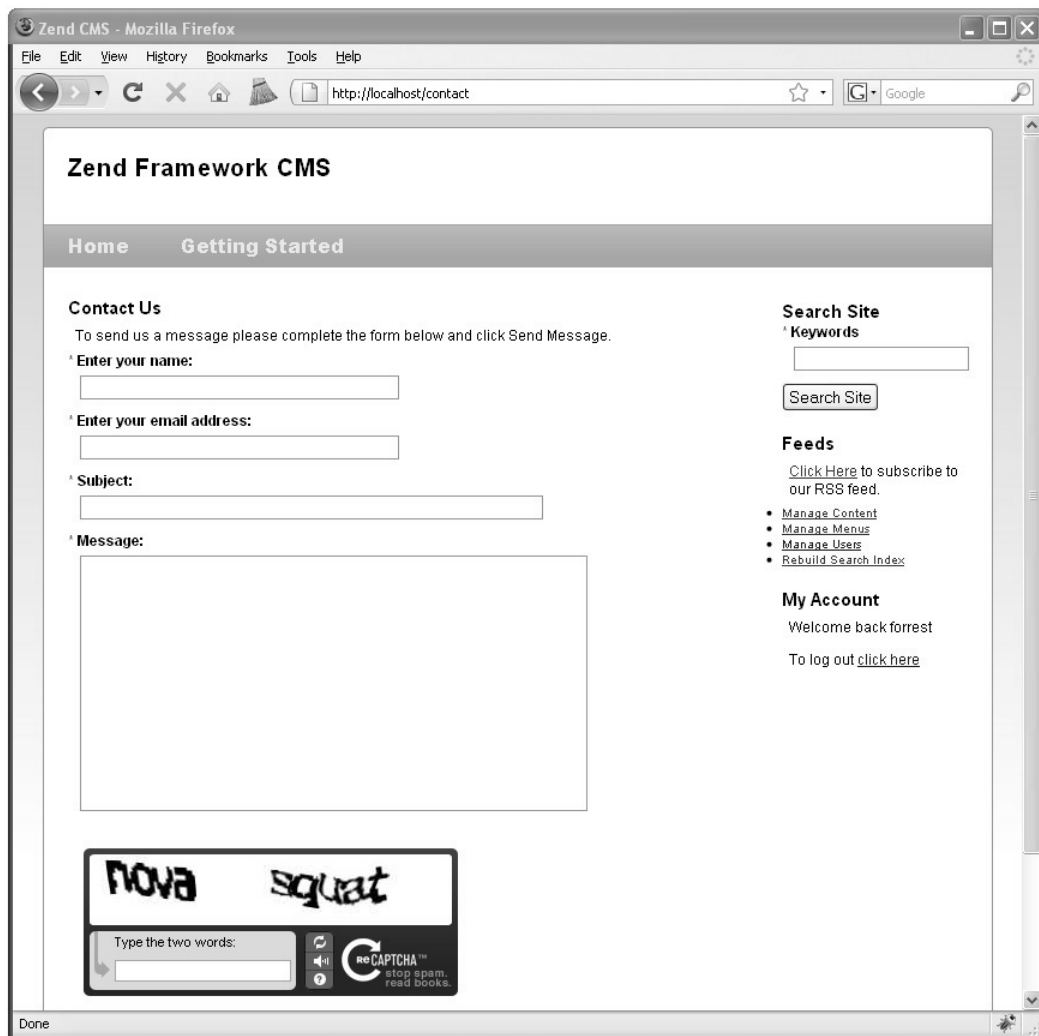 Zend CMS - Mozilla Firefox
File Edit View History Bookmarks Tools Help
http://localhost/contact
G Google
Zend Framework CMS
Home Getting Started
Contact Us
To send us a message please complete the form below and click Send Message.
* Enter your name:
* Enter your email address:
* Subject:
* Message:
nova squat
Type the two words:
reCAPTCHA™
stop spam.
read books.
Search Site
* Keywords
Search Site
Feeds
Click Here to subscribe to
our RSS feed.
• Manage Content
• Manage Menus
• Manage Users
• Rebuild Search Index
My Account
Welcome back forrest
To log out click here
Done